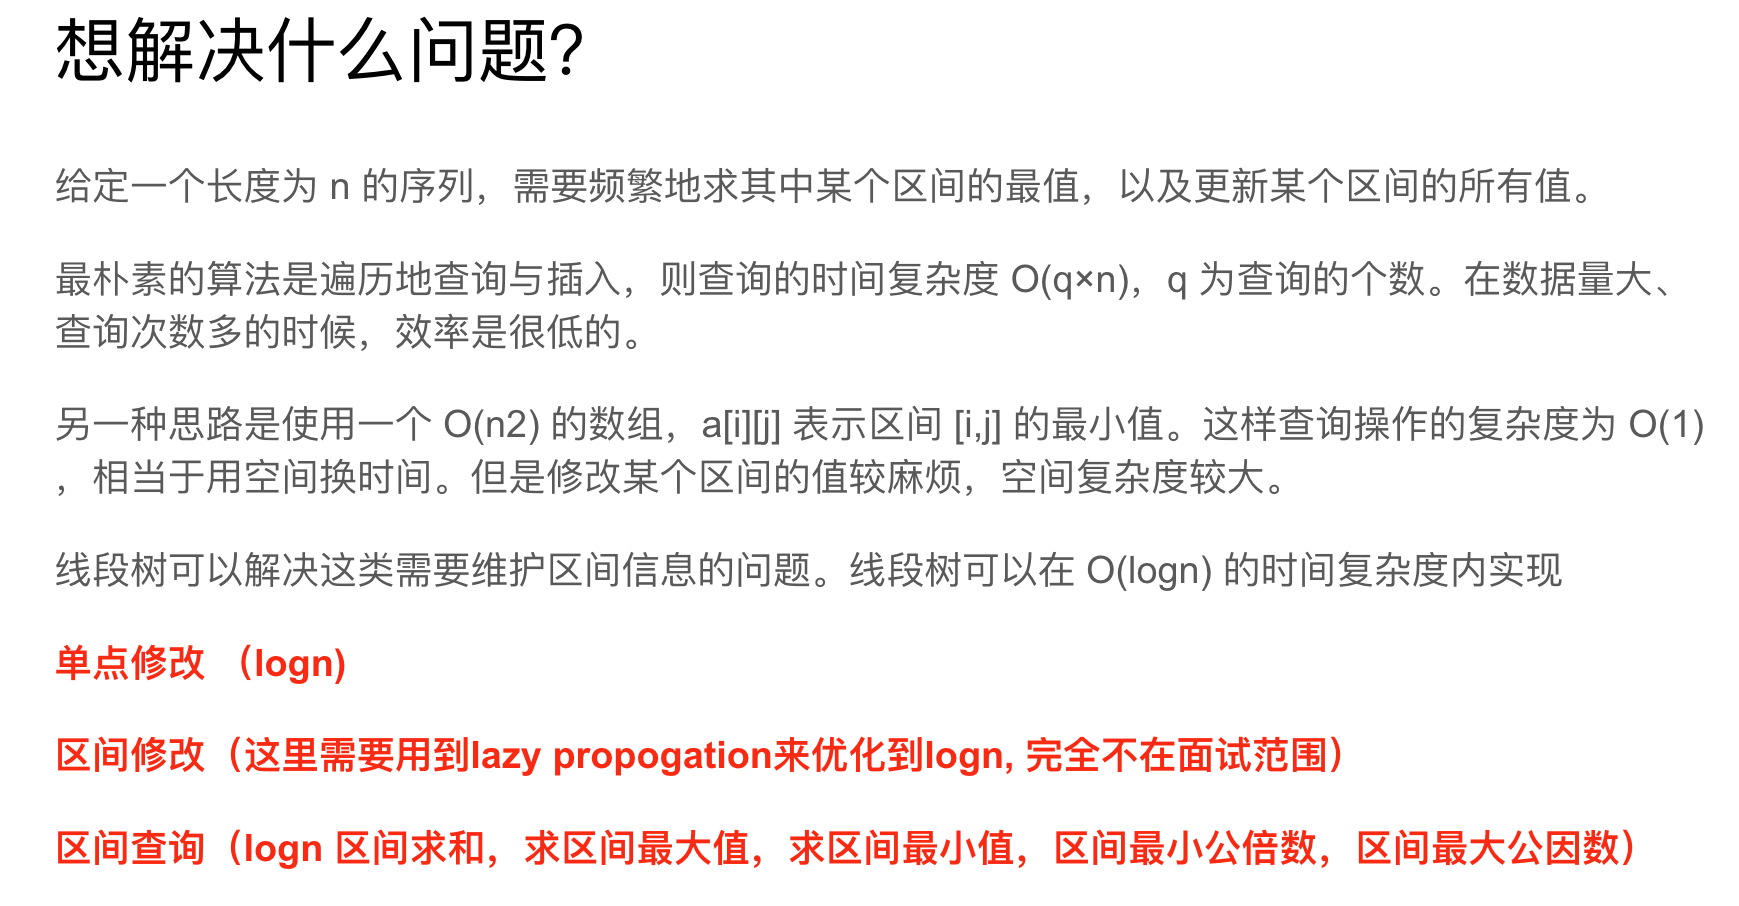 想解决什么问题?
给定一个长度为 n 的序列，需要频繁地求其中某个区间的最值，以及更新某个区间的所有值。
最朴素的算法是遍历地查询与插入，则查询的时间复杂度 O(q×n)，q 为查询的个数。在数据量大、
查询次数多的时候，效率是很低的。
另一种思路是使用一个 O(n2) 的数组，a[i][j] 表示区间 [i,j] 的最小值。这样查询操作的复杂度为 O(1)
，相当于用空间换时间。但是修改某个区间的值较麻烦，空间复杂度较大。
线段树可以解决这类需要维护区间信息的问题。线段树可以在 O(logn) 的时间复杂度内实现
单点修改 （logn)
区间修改（这里需要用到lazy propogation来优化到logn, 完全不在面试范围）
区间查询（logn 区间求和，求区间最大值，求区间最小值，区间最小公倍数，区间最大公因数）